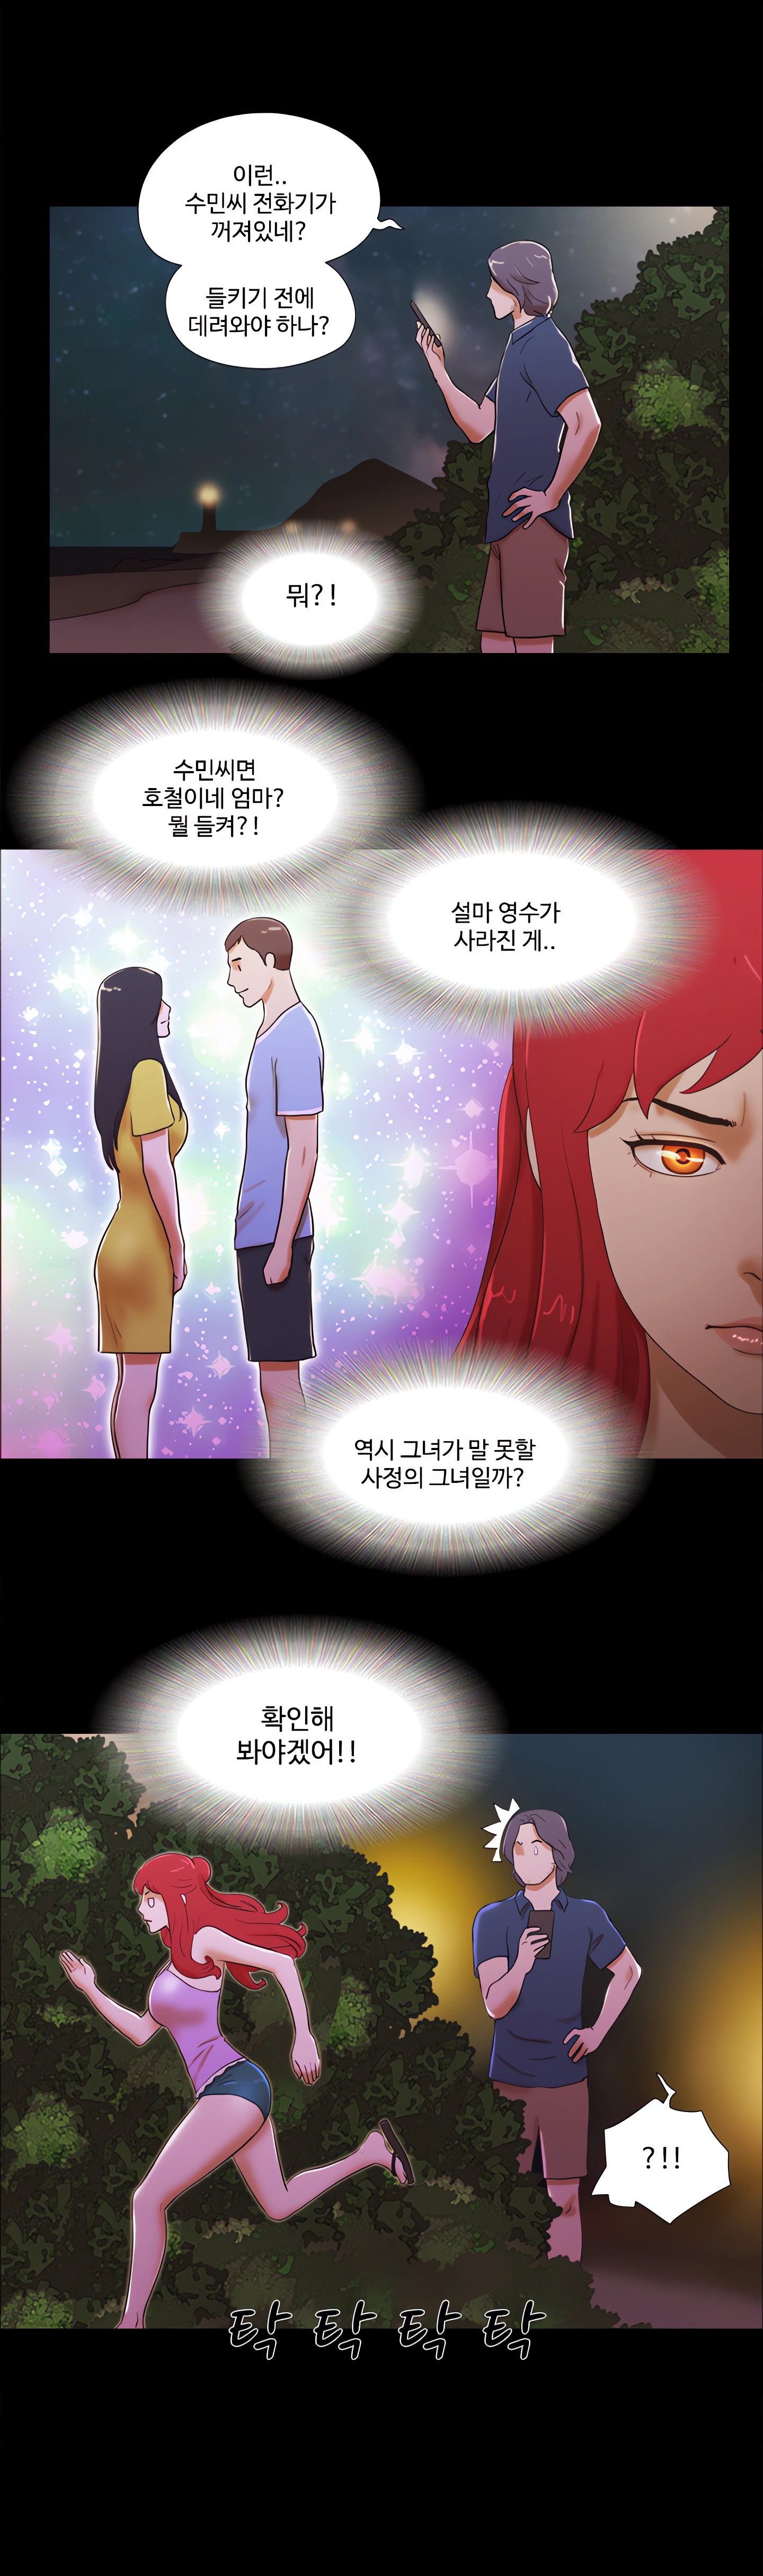 이런..
수민씨 전화기가
꺼져있네?
들키기 전에
데려와야 하나?
뭐?!
수민씨면
호철이네 엄마?
뭘 들켜?!
설마 영수가
사라진 게..
역시 그녀가 말 못할
사정의 그녀일까?
확인해
봐야겠어!!
?!!
탁 탁 탁 탁